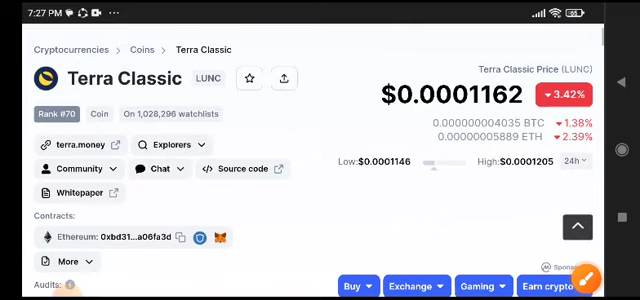 7:27 PM
63
Cryptocurrencies > Coins > Terra Classic
Terra Classic LUNC
Terra Classic Price (LUNC)
$0.0001162 3.42%
Rank #70 Coin On 1,028,296 watchlists
0.000000004035 BTC 1.38%
0.00000005889 ETH 2.39%
terra.money Explorers
Low:$0.0001146 High:$0.0001205 24h
Community Chat Source code
Whitepaper
Contracts:
Ethereum: 0xbd31...a06fa3d
More
Audits:
Buy Exchange Gaming Earn crypto